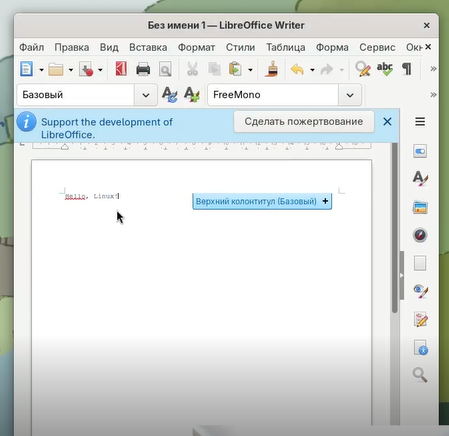 Без имени 1 — LibreOffice Writer
Файл Правка Вид Вставка Формат Стили Таблица Форма Сервис Окн
abc
Базовый FreeMono
Support the development of
LibreOffice.
Сделать пожертвование
Hello, Linux!
Верхний колонтитул (Базовый)